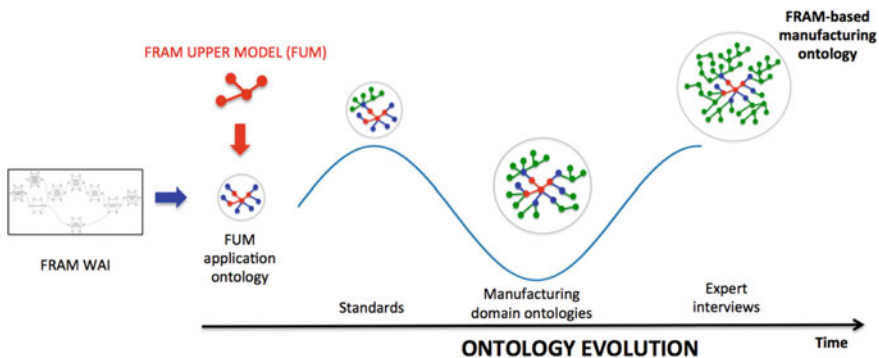 FRAM-based
manufacturing
ontology
FRAM UPPER MODEL (FUM)
FRAM WAI
FUM
application
ontology
Standards
Manufacturing
domain ontologies
Expert
interviews
Time
ONTOLOGY EVOLUTION